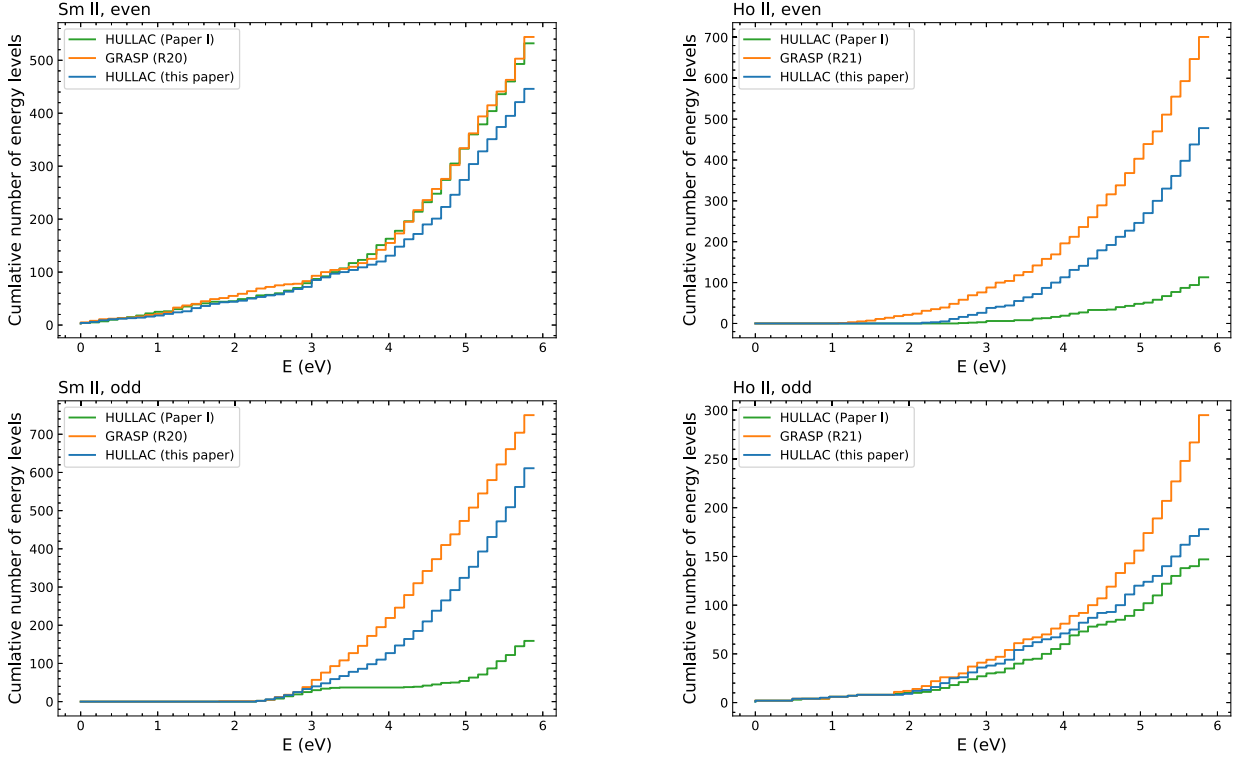 Sm II, even
HULLAC (Paper I)
GRASP (R20)
HULLAC (this paper)
Cumlative number of energy levels
0
100
200
300
400
500
0 1 2 3 4 5 6
E (eV)
Ho II, even
HULLAC (Paper I)
GRASP (R21)
HULLAC (this paper)
Cumlative number of energy levels
700
600
500
400
300
200
100
0
0 1 2 3 4 5 6
E (eV)
Sm II, odd
HULLAC (Paper I)
GRASP (R20)
HULLAC (this paper)
Cumlative number of energy levels
700
600
500
400
300
200
100
0
0 1 2 3 4 5 6
E (eV)
Ho II, odd
HULLAC (Paper I)
GRASP (R21)
HULLAC (this paper)
Cumlative number of energy levels
300
250
200
150
100
50
0
0 1 2 3 4 5 6
E (eV)